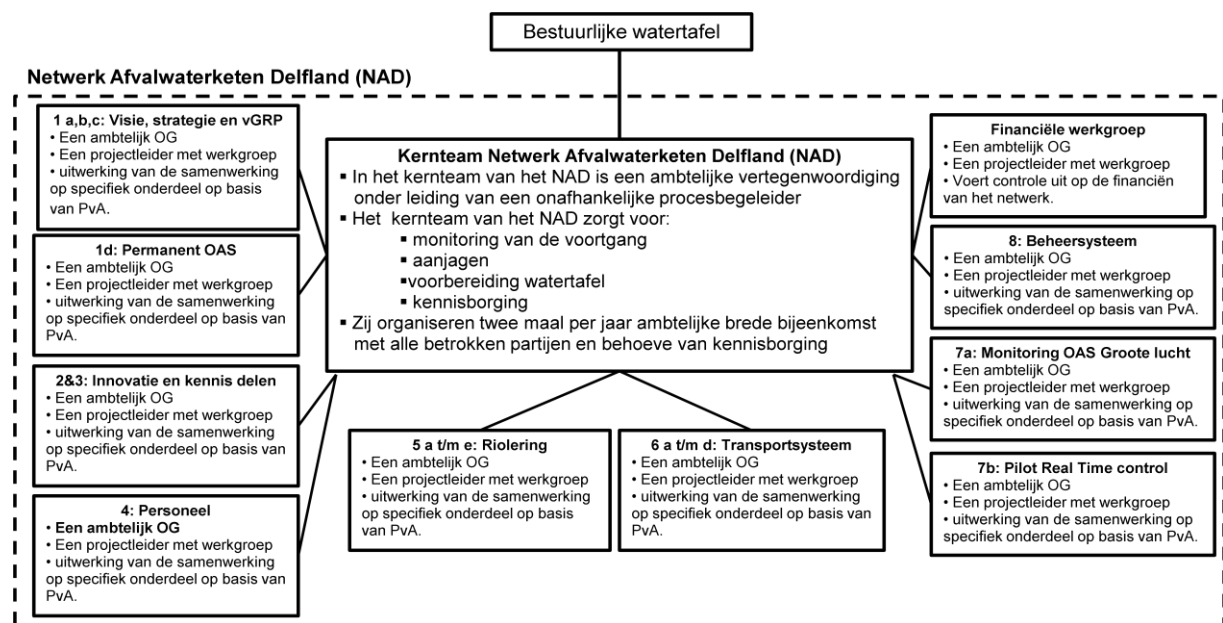 Bestuurlijke watertafel
Netwerk Afvalwaterketen Delfland (NAD)
1 a,b,c: Visie, strategie en vGRP
• Een ambtelijk OG
• Een projectleider met werkgroep
• uitwerking van de samenwerking
op specifiek onderdeel op basis
van PvA.
1d: Permanent OAS
• Een ambtelijk OG
• Een projectleider met werkgroep
• uitwerking van de samenwerking
op specifiek onderdeel op basis van
PvA.
2&3: Innovatie en kennis delen
• Een ambtelijk OG
• Een projectleider met werkgroep
• uitwerking van de samenwerking
op specifiek onderdeel op basis van
PvA.
4: Personeel
• Een ambtelijk OG
• Een projectleider met werkgroep
• uitwerking van de samenwerking
op specifiek onderdeel op basis van
PvA.
Kernteam Netwerk Afvalwaterketen Delfland (NAD)
▪ In het kernteam van het NAD is een ambtelijke vertegenwoordiging
onder leiding van een onafhankelijke procesbegeleider
▪ Het kernteam van het NAD zorgt voor:
▪ monitoring van de voortgang
▪ aanjagen
▪voorbereiding watertafel
▪ kennisborging
▪ Zij organiseren twee maal per jaar ambtelijke brede bijeenkomst
met alle betrokken partijen en behoeve van kennisborging
5 a t/m e: Riolering
• Een ambtelijk OG
• Een projectleider met werkgroep
• uitwerking van de samenwerking
op specifiek onderdeel op basis
van PvA.
6 a t/m d: Transportsysteem
• Een ambtelijk OG
• Een projectleider met werkgroep
• uitwerking van de samenwerking
op specifiek onderdeel op basis van
PvA.
Financiële werkgroep
• Een ambtelijk OG
• Een projectleider met werkgroep
• Voert controle uit op de financiën
van het netwerk.
8: Beheersysteem
• Een ambtelijk OG
• Een projectleider met werkgroep
• uitwerking van de samenwerking op
specifiek onderdeel op basis van PvA.
7a: Monitoring OAS Groote lucht
• Een ambtelijk OG
• Een projectleider met werkgroep
• uitwerking van de samenwerking op
specifiek onderdeel op basis van PvA.
7b: Pilot Real Time control
• Een ambtelijk OG
• Een projectleider met werkgroep
• uitwerking van de samenwerking op
specifiek onderdeel op basis van PvA.